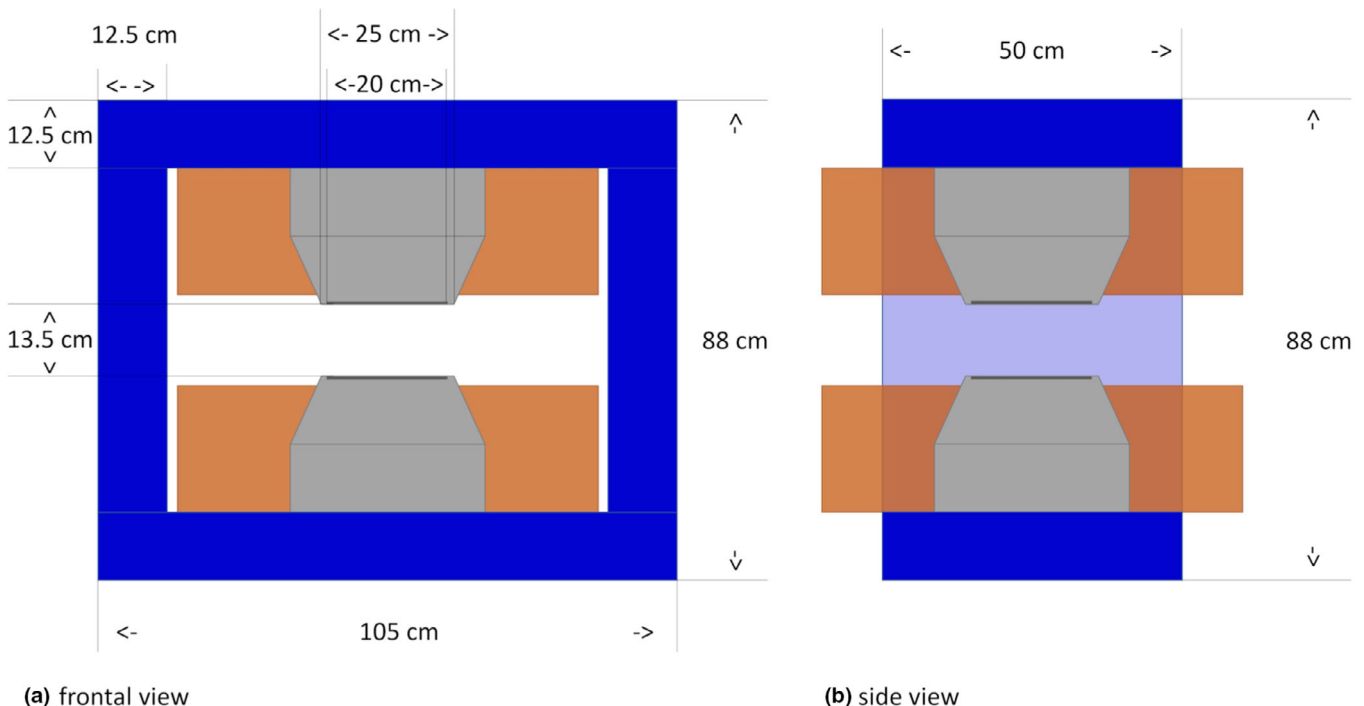 12.5 cm
<- 25 cm ->
<- 50 cm ->
<- ->
<-20 cm->
12.5 cm
13.5 cm
88 cm
88 cm
<- 105 cm ->
(a) frontal view
(b) side view